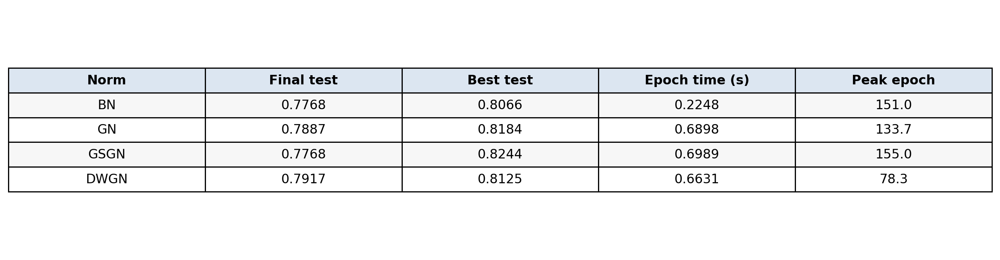 Norm Final test Best test Epoch time (s) Peak epoch
BN 0.7768 0.8066 0.2248 151.0
GN 0.7887 0.8184 0.6898 133.7
GSGN 0.7768 0.8244 0.6989 155.0
DWGN 0.7917 0.8125 0.6631 78.3